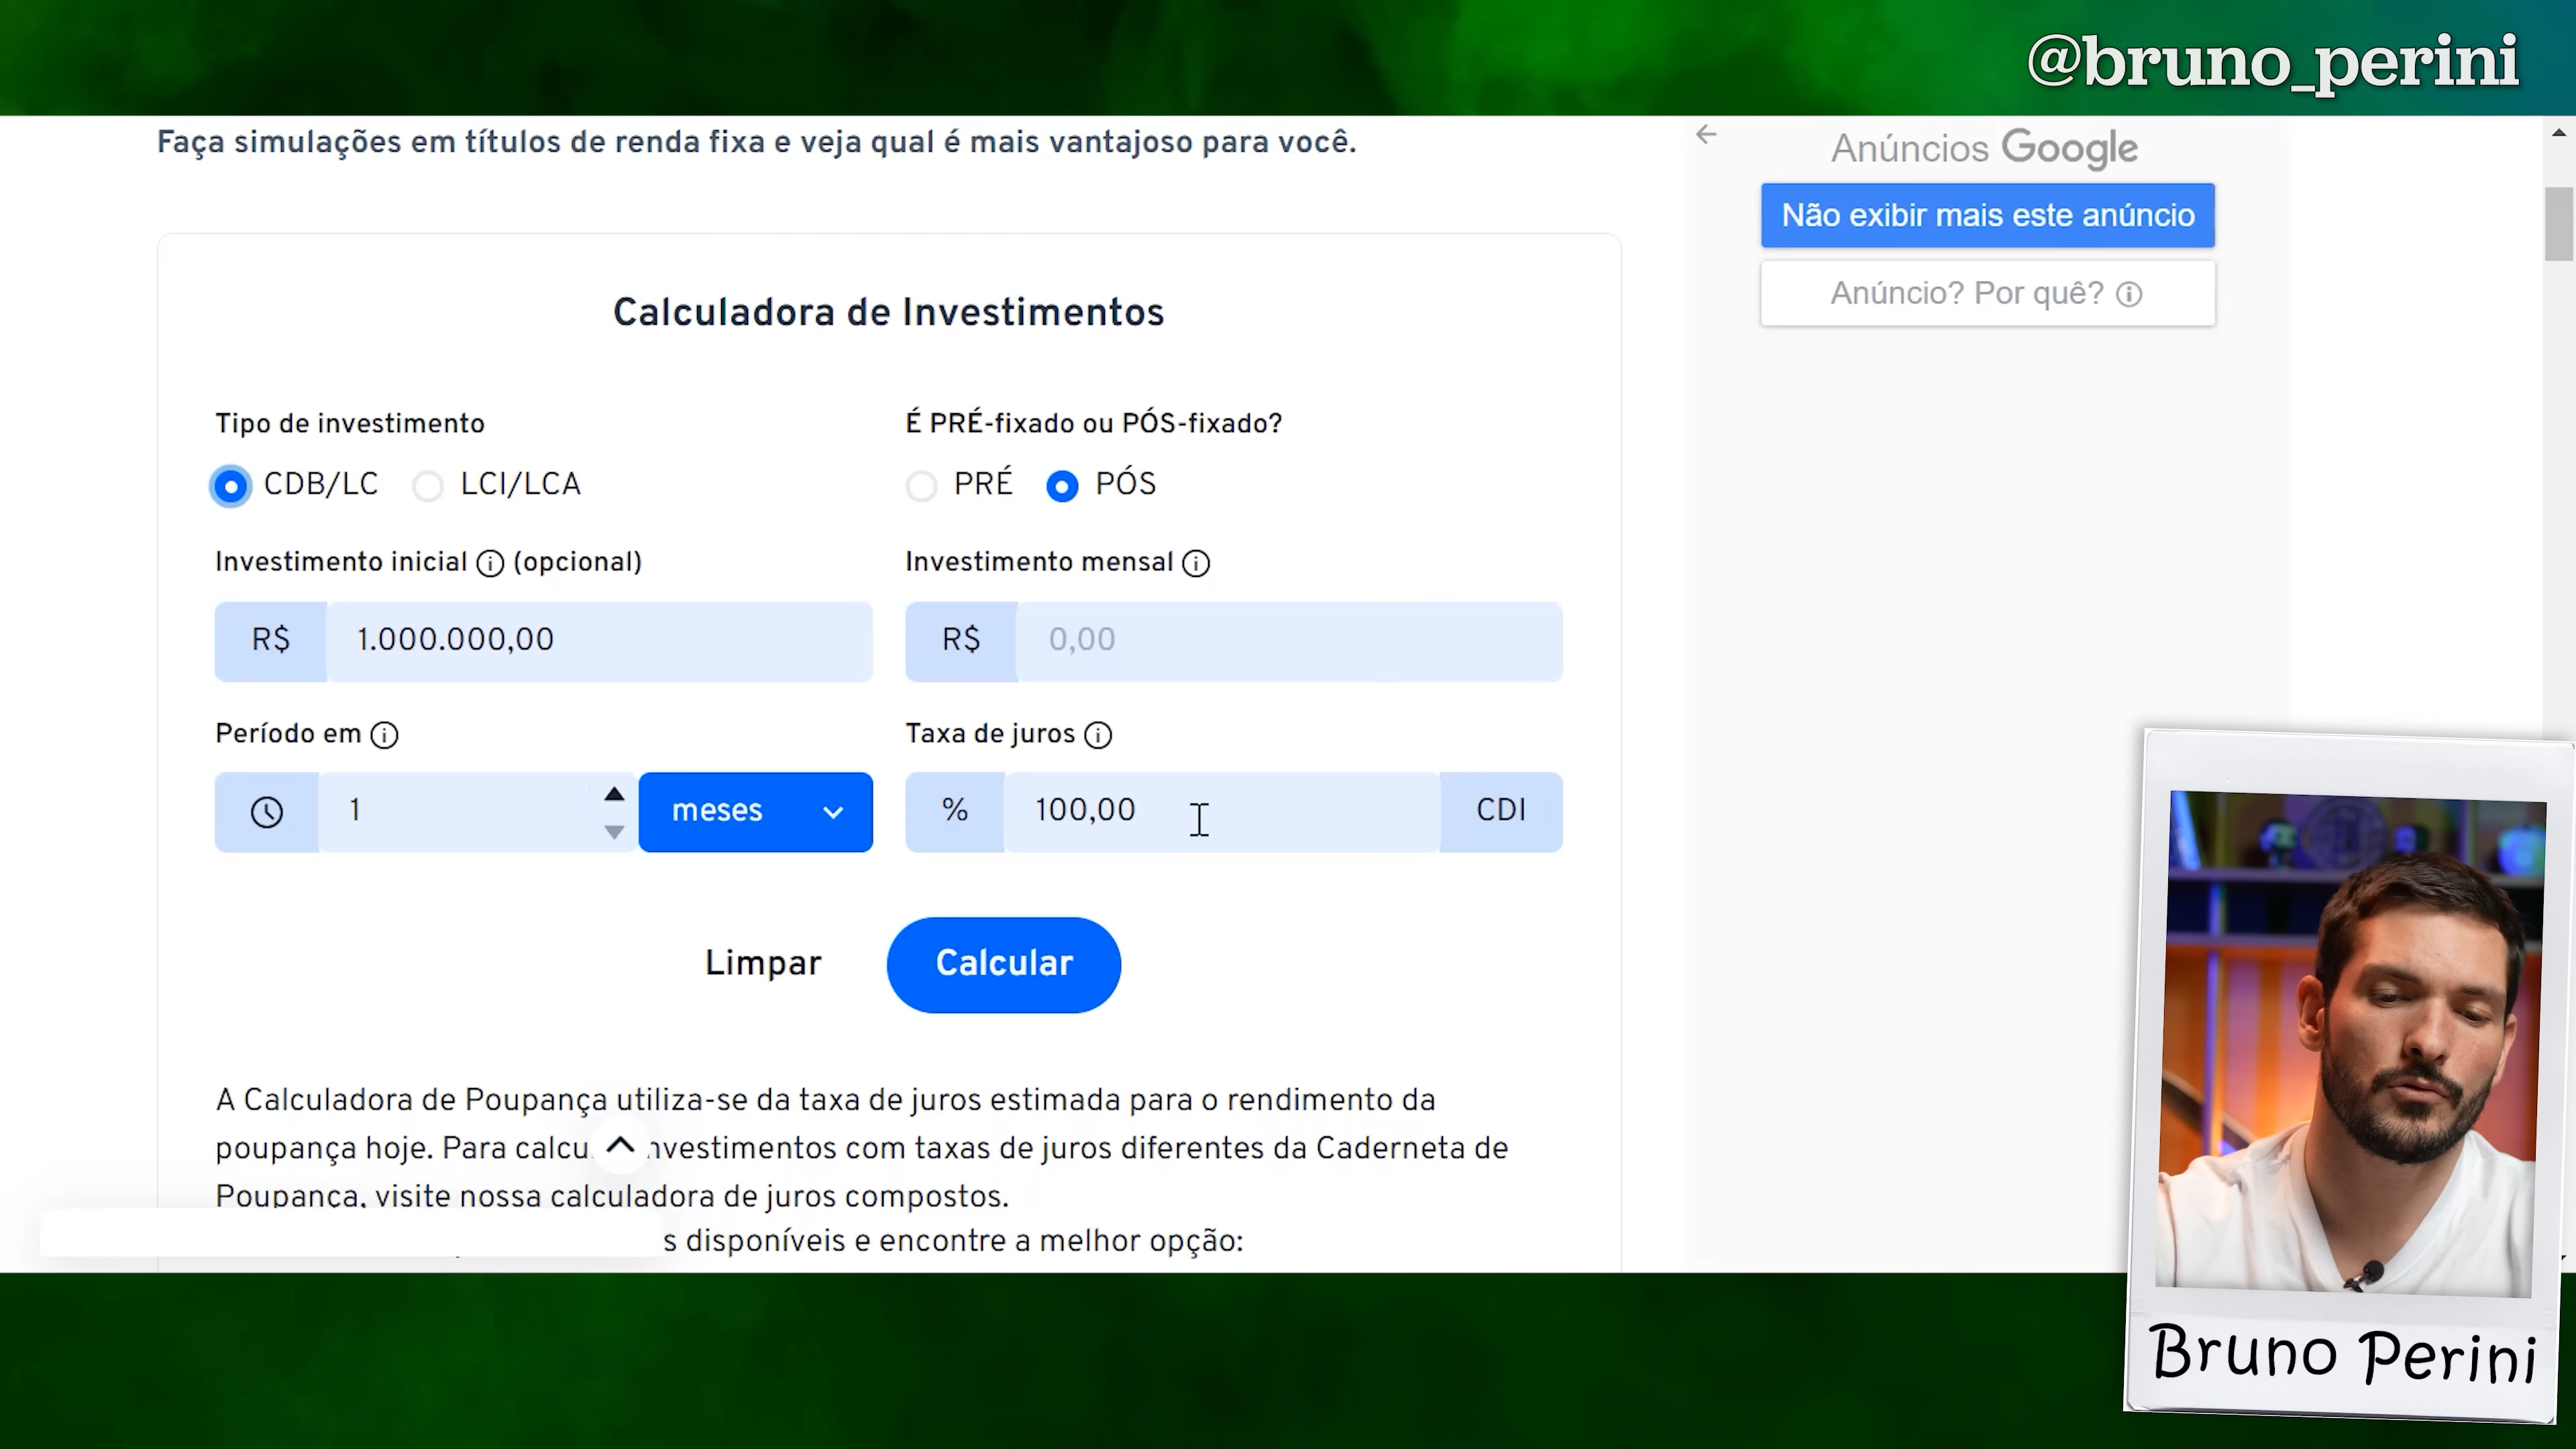 @bruno_perini
Faça simulações em títulos de renda fixa e veja qual é mais vantajoso para você.
Anúncios Google
Não exibir mais este anúncio
Anúncio? Por quê?
Calculadora de Investimentos
Tipo de investimento
CDB/LC LCI/LCA
É PRÉ-fixado ou PÓS-fixado?
PRÉ PÓS
Investimento inicial (opcional)
R$ 1.000.000,00
Investimento mensal
R$ 0,00
Período em
1 meses
Taxa de juros
% 100,00 CDI
Limpar Calcular
A Calculadora de Poupança utiliza-se da taxa de juros estimada para o rendimento da
poupança hoje. Para calcu nvestimentos com taxas de juros diferentes da Caderneta de
Poupança, visite nossa calculadora de juros compostos.
s disponíveis e encontre a melhor opção:
Bruno Perini